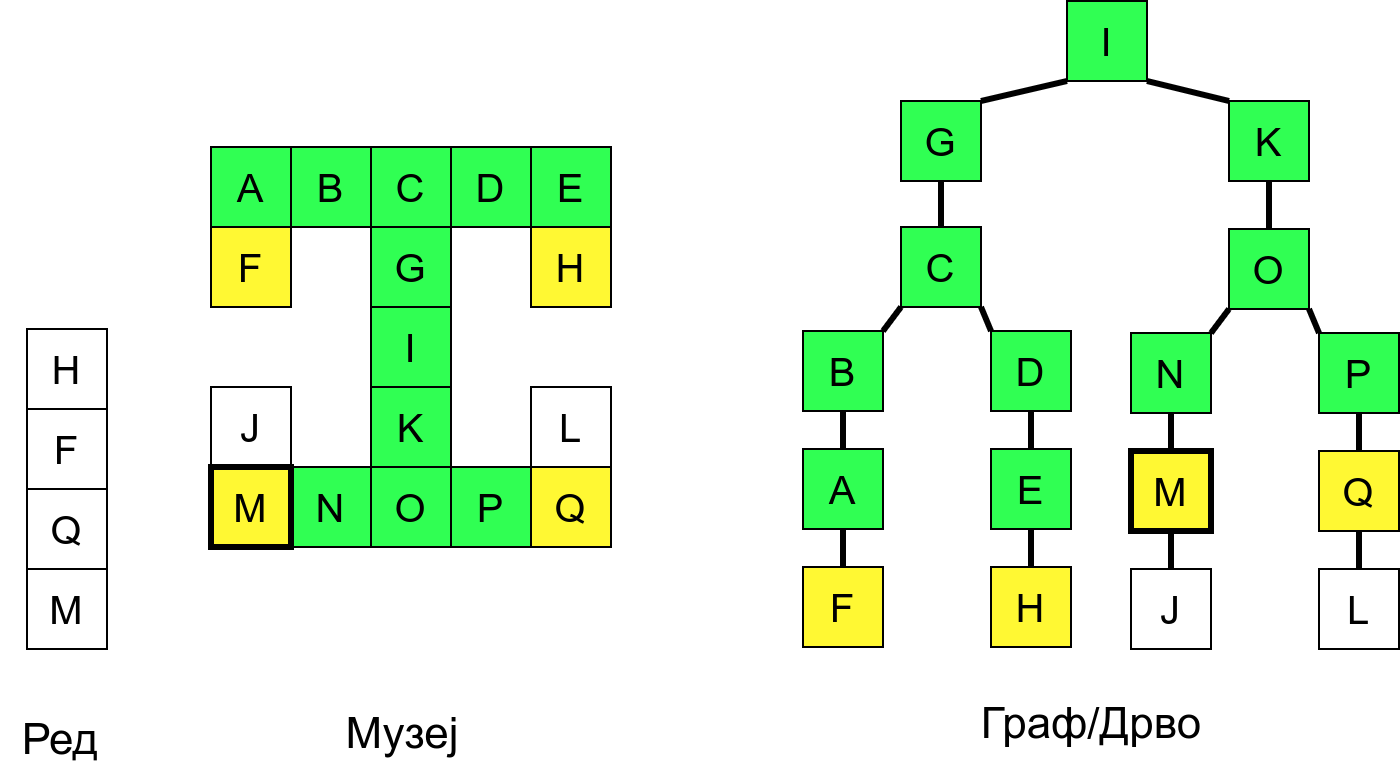 I
G K
A B C D E
C O
F G H
H I
B D N P
J K L
F
A E M Q
M N O P Q
Q
F H J L
M
Ред Музеј Граф/Дрво